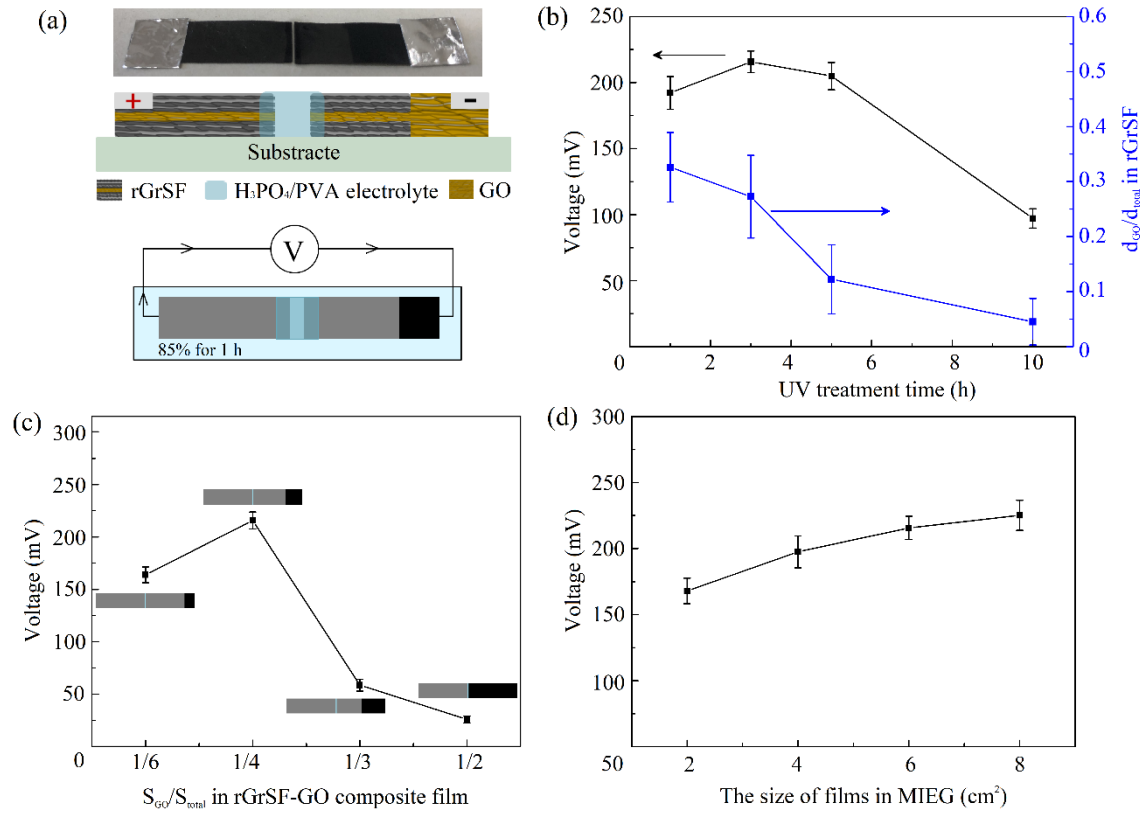 (a)
+
-
Substracte
rGrSF
H₃PO₄/PVA electrolyte
GO
V
85% for 1 h
(b)
250
200
150
100
50
0
Voltage (mV)
0 2 4 6 8 10
UV treatment time (h)
0.6
0.5
0.4
0.3
0.2
0.1
0
d_GO/d_total in rGrSF
(c)
300
250
200
150
100
50
0
Voltage (mV)
1/6 1/4 1/3 1/2
S_GO/S_total in rGrSF-GO composite film
(d)
300
250
200
150
100
50
Voltage (mV)
2 4 6 8
The size of films in MIEG (cm²)